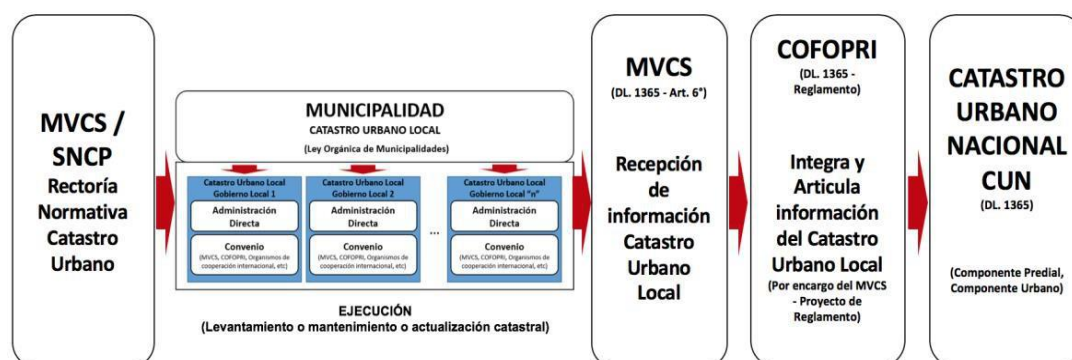 MVCS /
SNCP
Rectoría
Normativa
Catastro
Urbano
MUNICIPALIDAD
CATASTRO URBANO LOCAL
(Ley Orgánica de Municipalidades)
Catastro Urbano Local
Gobierno Local 1
Administración
Directa
Convenio
(MVCS, COFOPRI, Organismos de
cooperación internacional, etc)
Catastro Urbano Local
Gobierno Local 2
Administración
Directa
Convenio
(MVCS, COFOPRI, Organismos de
cooperación internacional, etc)
...
Catastro Urbano Local
Gobierno Local "n"
Administración
Directa
Convenio
(MVCS, COFOPRI, Organismos de
cooperación internacional, etc)
EJECUCIÓN
(Levantamiento o mantenimiento o actualización catastral)
MVCS
(DL. 1365 - Art. 6°)
Recepción
de
información
Catastro
Urbano
Local
COFOPRI
(DL. 1365 -
Reglamento)
Integra y
Articula
información
del Catastro
Urbano Local
(Por encargo del MVCS
- Proyecto de
Reglamento)
CATASTRO
URBANO
NACIONAL
CUN
(DL. 1365)
(Componente Predial,
Componente Urbano)